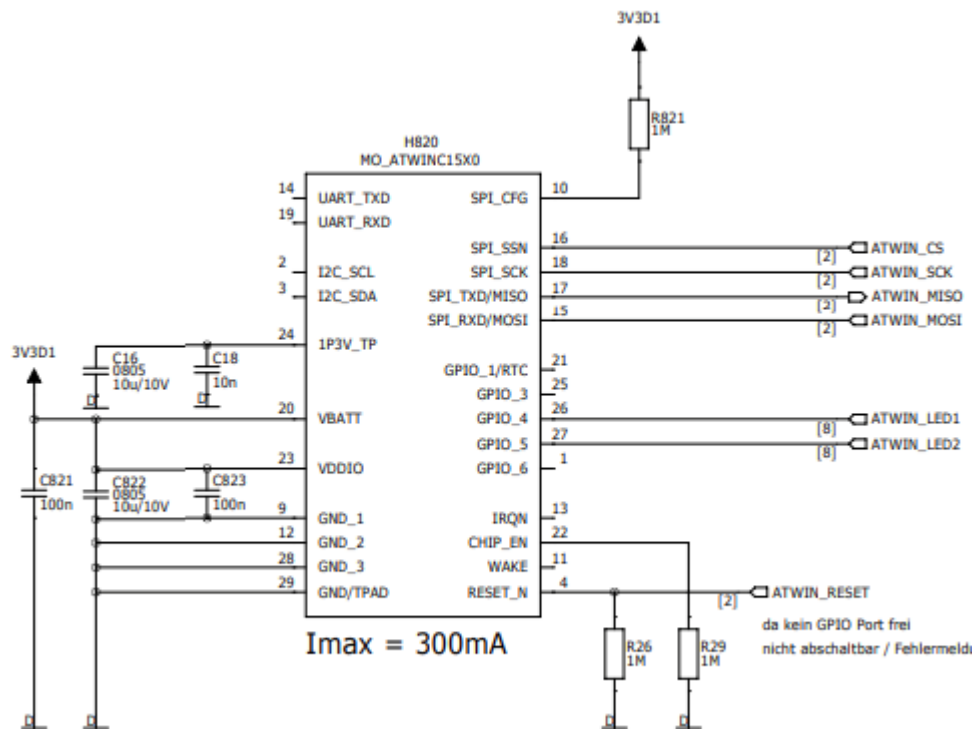 3V3D1
R821
1M
H820
MO_ATWINC15X0
14 UART_TXD SPI_CFG 10
19 UART_RXD
SPI_SSN 16 ATWIN_CS
[2]
2 I2C_SCL SPI_SCK 18 ATWIN_SCK
[2]
3 I2C_SDA SPI_TXD/MISO 17 ATWIN_MISO
[2]
SPI_RXD/MOSI 15 ATWIN_MOSI
[2]
24 1P3V_TP
3V3D1
C16
0805
10u/10V
C18
10n
D
D
GPIO_1/RTC 21
GPIO_3 25
20 VBATT GPIO_4 26 ATWIN_LED1
[8]
GPIO_5 27 ATWIN_LED2
[8]
23 VDDIO GPIO_6 1
C821
100n
C822
0805
10u/10V
C823
100n
9 GND_1 IRQN 13
12 GND_2 CHIP_EN 22
28 GND_3 WAKE 11
29 GND/TPAD RESET_N 4 ATWIN_RESET
[2]
Imax = 300mA
da kein GPIO Port frei
nicht abschaltbar / Fehlermeld
R26
1M
R29
1M
D
D
D
D